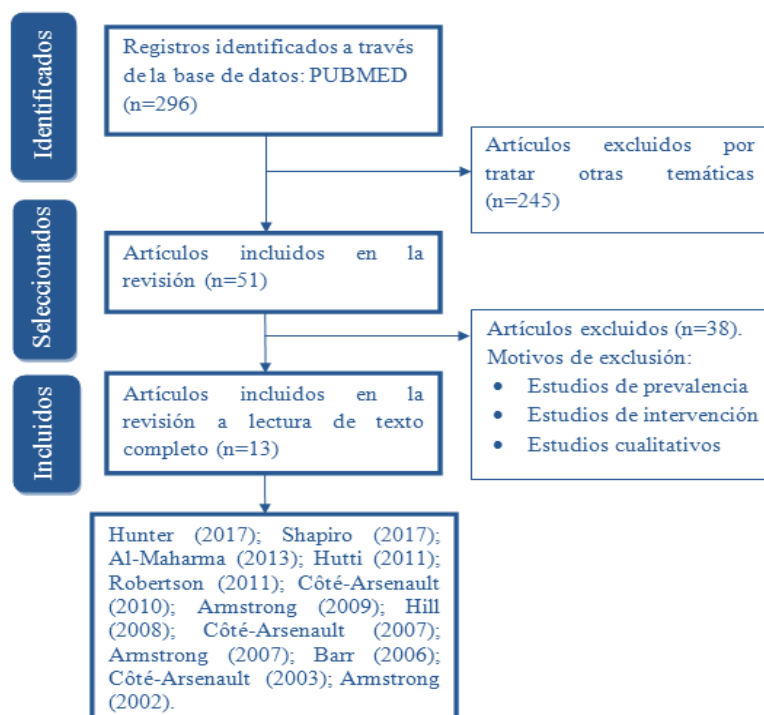 Identificados
Registros identificados a través
de la base de datos: PUBMED
(n=296)
Artículos excluidos por
tratar otras temáticas
(n=245)
Seleccionados
Artículos incluidos en la
revisión (n=51)
Artículos excluidos (n=38).
Motivos de exclusión:
• Estudios de prevalencia
• Estudios de intervención
• Estudios cualitativos
Incluidos
Artículos incluidos en la
revisión a lectura de texto
completo (n=13)
Hunter (2017); Shapiro (2017);
Al-Maharma (2013); Hutti (2011);
Robertson (2011); Côté-Arsenault
(2010); Armstrong (2009); Hill
(2008); Côté-Arsenault (2007);
Armstrong (2007); Barr (2006);
Côté-Arsenault (2003); Armstrong
(2002).